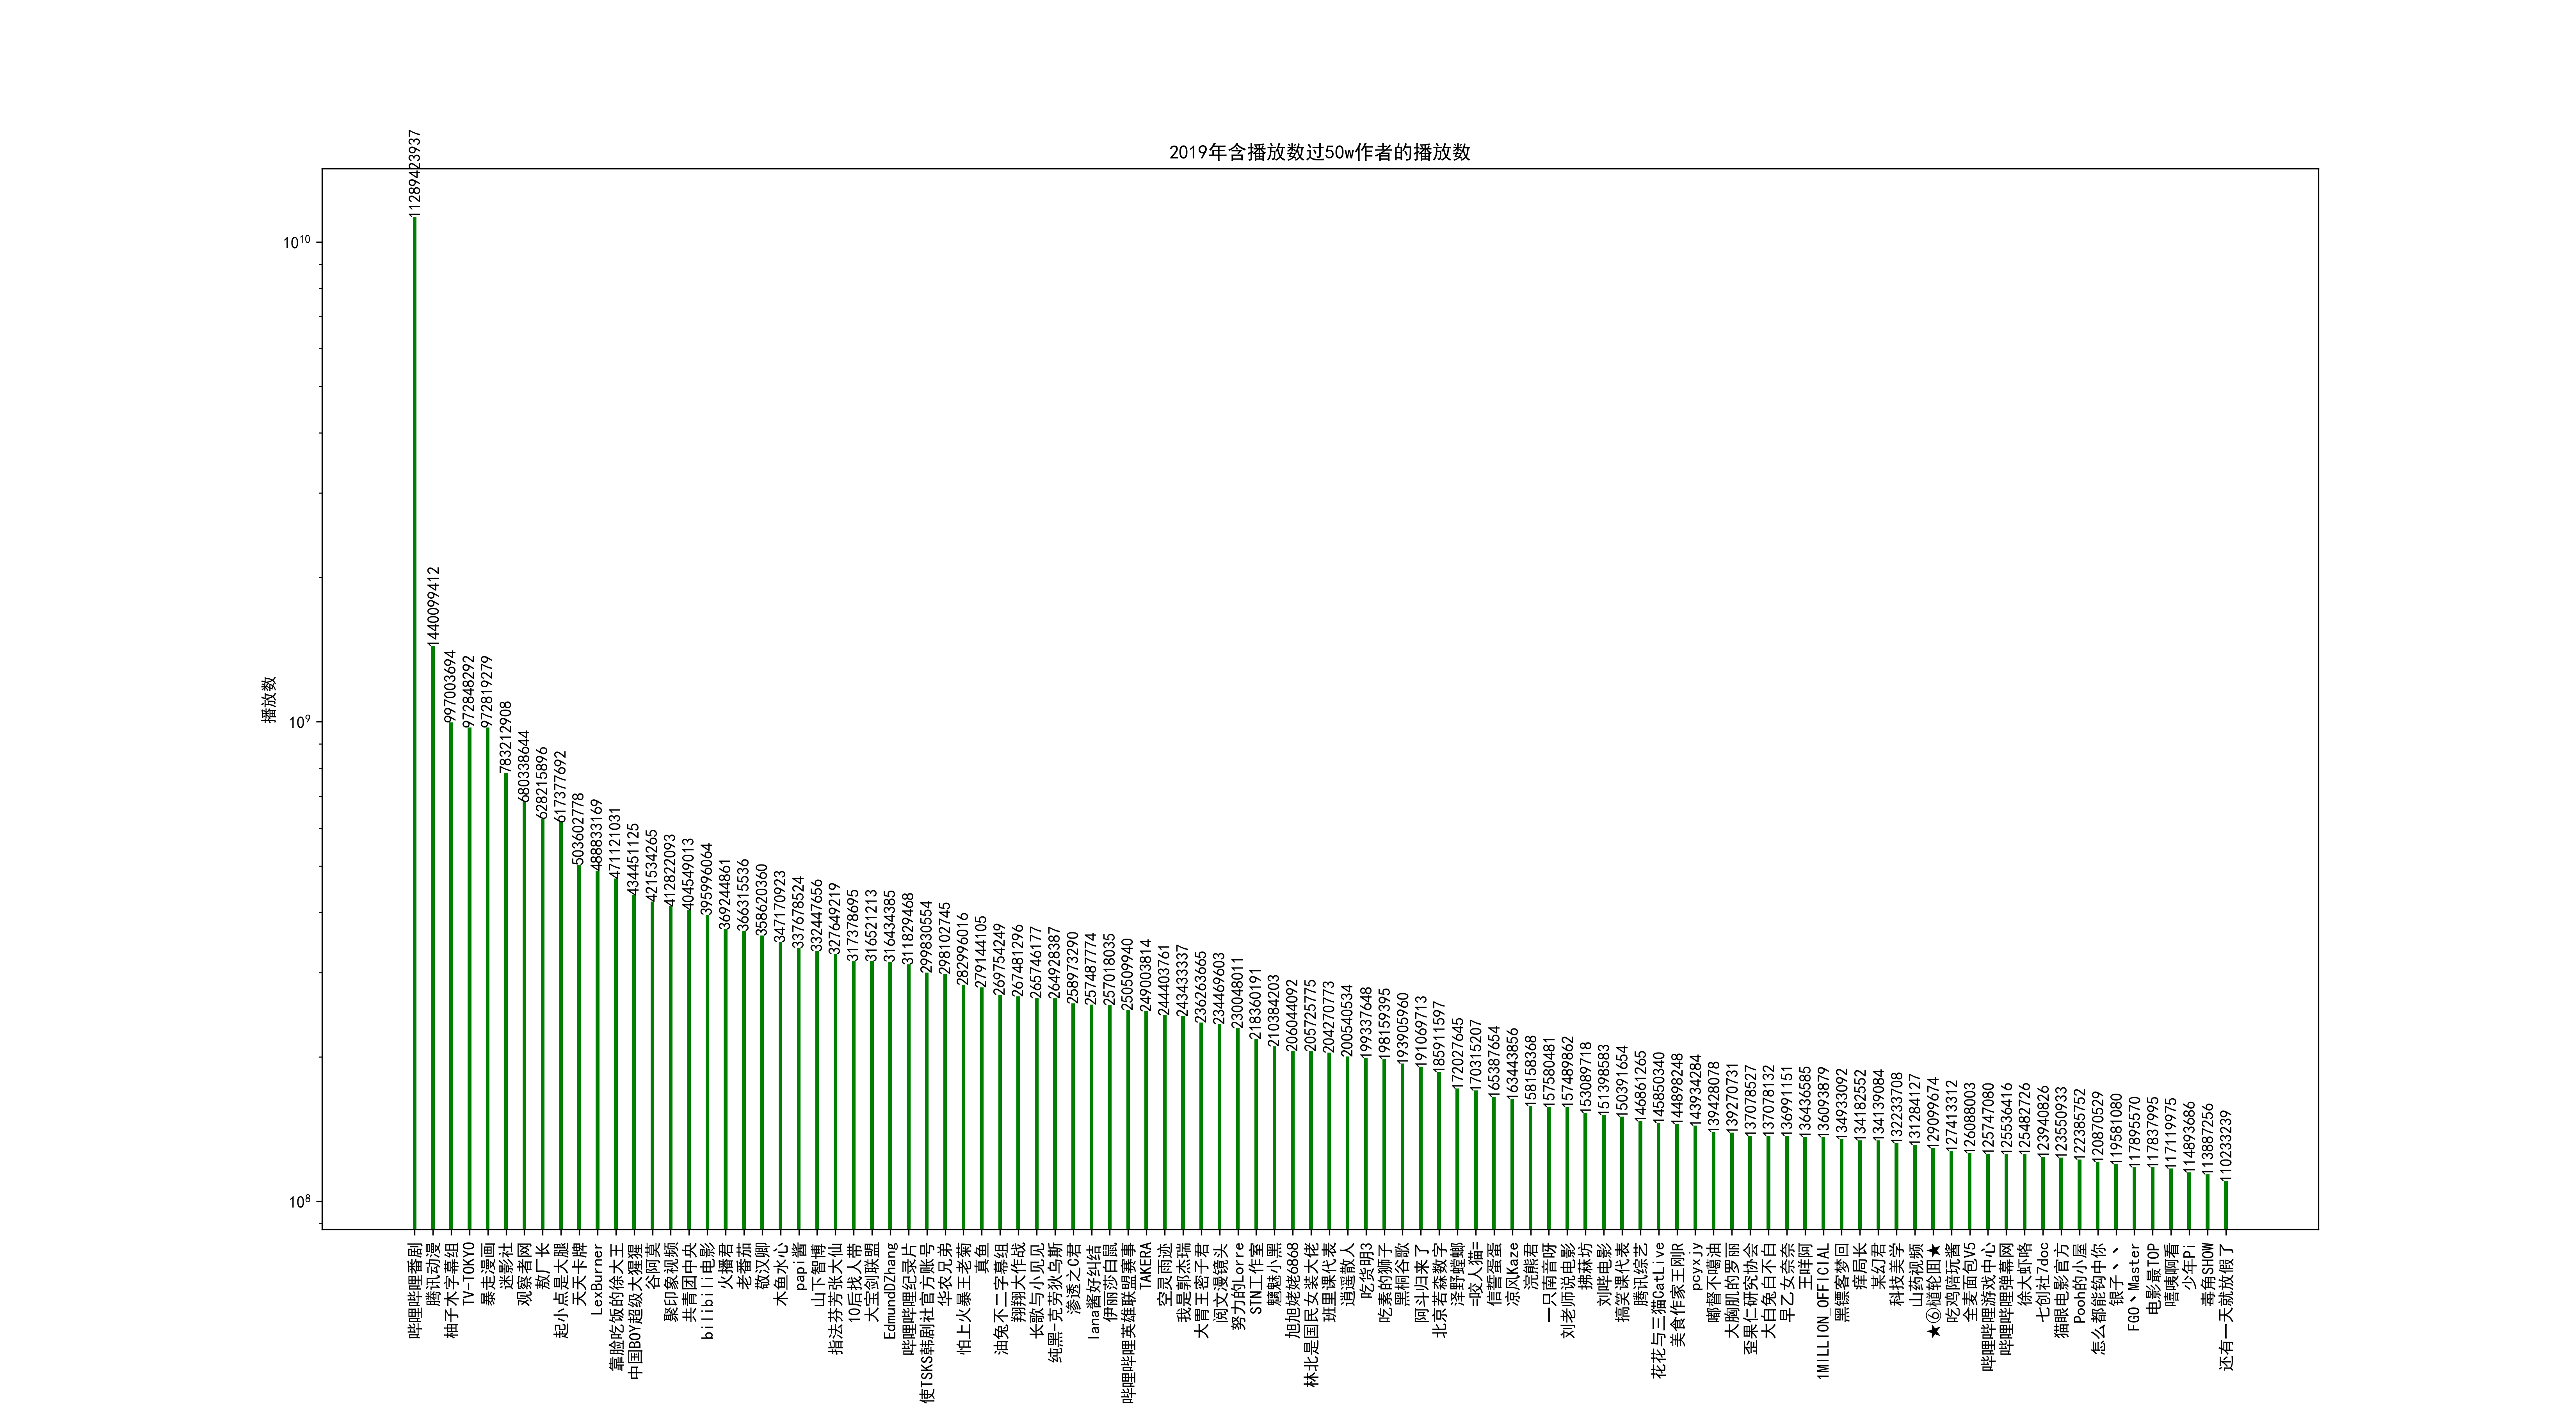 2019年含播放数过50w作者的播放数
播放数
10^10
10^9
10^8
11289423937
1440099412
997003694
972848292
972819279
783212908
680338644
628215896
617377692
503602778
488833169
471121031
434451125
421534265
412822093
404549013
395996064
369244861
366315536
358620360
347170923
337678524
332447656
327649219
317378695
316521213
316434385
311829468
299830554
298102745
282996016
279144105
269754249
267481296
265746177
264928387
258973290
257487774
257018035
250509940
249003814
244403761
243433337
236263665
234469603
230048011
218360191
210384203
206044092
205725775
204270773
200540534
199337648
198159395
193905960
191069713
185911597
172027645
170315207
165387654
163443856
158158368
157580481
157489862
153089718
151398583
150391654
146861265
145850340
144898248
143934284
139428078
139270731
137078527
137078132
136991151
136436585
136093879
134933092
134182552
134139084
132233708
131284127
129099674
127413312
126088003
125747080
125536416
125482726
123940826
123550933
122385752
120870529
119581080
117895570
117837995
117119975
114893686
113887256
110233239
哔哩哔哩番剧
腾讯动漫
柚子木字幕组
TV-TOKYO
暴走漫画
迷影社
观察者网
敖厂长
起小点是大腿
天天卡牌
LexBurner
靠脸吃饭的徐大王
中国BOY超级大猩猩
谷阿莫
聚印象视频
共青团中央
bilibili电影
火播君
老番茄
敬汉卿
木鱼水心
papi酱
山下智博
指法芬芳张大仙
10后找人带
大宝剑联盟
EdmundDZhang
哔哩哔哩纪录片
使TSKS韩剧社官方账号
华农兄弟
怕上火暴王老菊
真鱼
油兔不二字幕组
翔翔大作战
长歌与小见见
纯黑-克劳狄乌斯
渗透之C君
lana酱好纠结
伊丽莎白鼠
哔哩哔哩英雄联盟赛事
TAKERA
空灵雨迹
我是郭杰瑞
大胃王密子君
阅文漫镜头
努力的Lorre
STN工作室
魑魅小黑
旭旭姥姥6868
林北是国民女装大佬
班里课代表
逍遥散人
吃货明3
吃素的狮子
黑桐谷歌
阿斗归来了
北京若森数字
泽野螳螂
=咬人猫=
信誓蛋蛋
凉风Kaze
浣熊君
一只南音呀
刘老师说电影
拂菻坊
刘哔电影
搞笑课代表
腾讯综艺
花花与三猫CatLive
美食作家王刚R
pcyxjy
嘟督不噶油
大胸肌的罗丽
歪果仁研究协会
大白兔白不白
早乙女奈奈
王咩阿
1MILLION_OFFICIAL
黑镖客梦回
痒局长
某幻君
科技美学
山药视频
★⑥槌轮囬★
吃鸡陪玩酱
全麦面包V5
哔哩哔哩游戏中心
哔哩哔哩弹幕网
徐大虾咯
七创社7doc
猫眼电影官方
Pooh的小屋
怎么都能钩中你
银子丶丶
FGO丶Master
电影最TOP
嘻咦啊看
少年Pi
毒角SHOW
还有一天就放假了